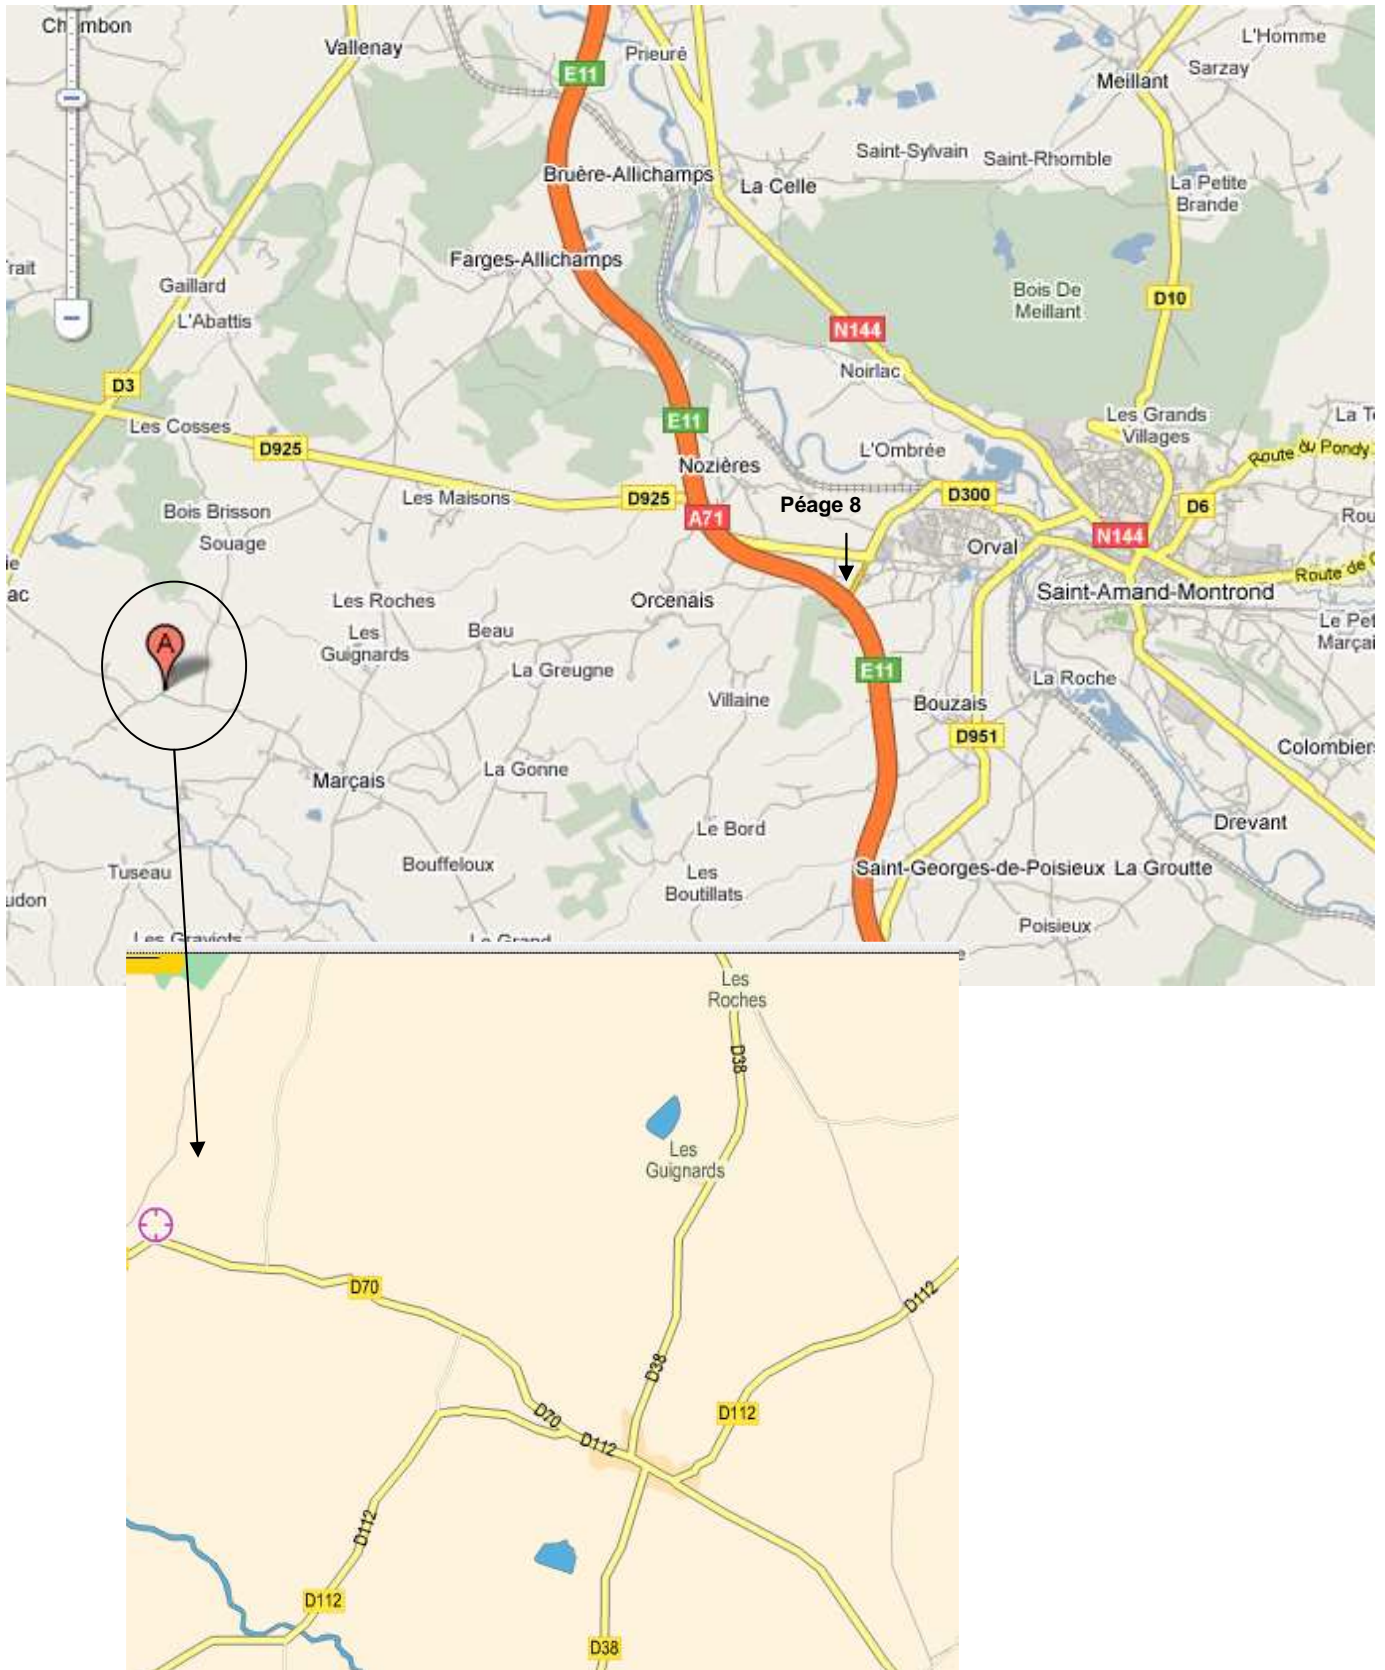 Vallenay
Prieuré
L'Homme
Sarzay
Meillant
E11
Saint-Sylvain
Saint-Rhomble
Bruère-Allichamps
La Celle
La Petite
Brande
Farges-Allichamps
Gaillard
L'Abattis
Bois De
Meillant
D10
N144
Noirlac
D3
Les Cosses
D925
E11
Les Grands
Villages
L'Ombrée
Route du Pondy
Nozières
Les Maisons
D925
D300
Péage 8
D6
Bois Brisson
Souage
A71
Orval
N144
Saint-Amand-Montrond
Les Roches
Orcenais
Les
Guignards
Beau
La Greugne
A
E11
Villaine
Bouzais
La Roche
D951
Marçais
La Gonne
Le Bord
Drevant
Tuseau
Bouffeloux
Les
Boutillats
Saint-Georges-de-Poisieux
La Groutte
Poisieux
Les Graviots
Le Grand
Les
Roches
D38
Les
Guignards
D70
D112
D38
D70
D112
D112
D112
D112
D38